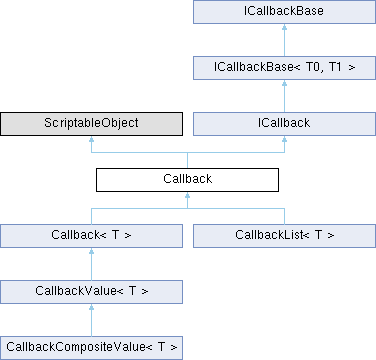 ICallbackBase
ICallbackBase< T0, T1 >
ScriptableObject
ICallback
Callback
Callback< T >
CallbackList< T >
CallbackValue< T >
CallbackCompositeValue< T >